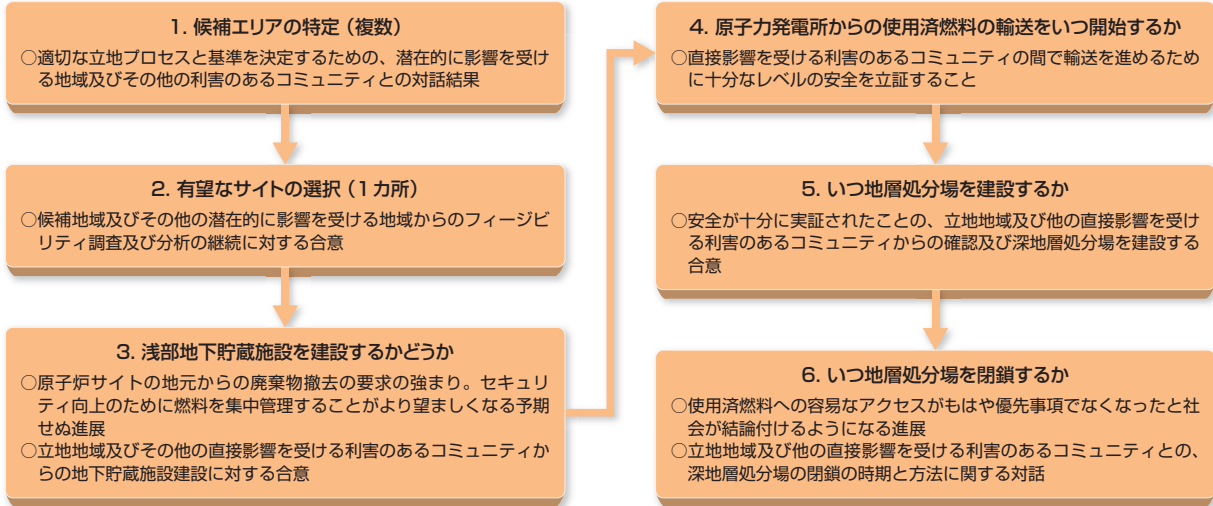 1. 候補エリアの特定（複数）
○適切な立地プロセスと基準を決定するための、潜在的に影響を受け
る地域及びその他の利害のあるコミュニティとの対話結果
2. 有望なサイトの選択（1カ所）
○候補地域及びその他の潜在的に影響を受ける地域からのフィージビ
リティ調査及び分析の継続に対する合意
3. 浅部地下貯蔵施設を建設するかどうか
○原子炉サイトの地元からの廃棄物撤去の要求の強まり。セキュリ
ティ向上のために燃料を集中管理することがより望ましくなる予期
せぬ進展
○立地地域及びその他の直接影響を受ける利害のあるコミュニティか
らの地下貯蔵施設建設に対する合意
4. 原子力発電所からの使用済燃料の輸送をいつ開始するか
○直接影響を受ける利害のあるコミュニティの間で輸送を進めるため
に十分なレベルの安全を立証すること
5. いつ地層処分場を建設するか
○安全が十分に実証されたことの、立地地域及び他の直接影響を受け
る利害のあるコミュニティからの確認及び深地層処分場を建設する
合意
6. いつ地層処分場を閉鎖するか
○使用済燃料への容易なアクセスがもはや優先事項でなくなったと社
会が結論付けるようになる進展
○立地地域及び他の直接影響を受ける利害のあるコミュニティとの、
深地層処分場の閉鎖の時期と方法に関する対話